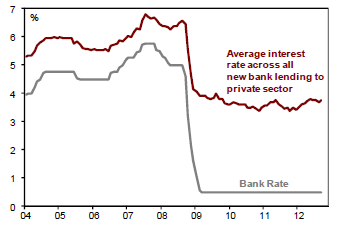 7
%
6
Average interest
rate across all
new bank lending to
private sector
5
4
3
2
1
Bank Rate
0
04 05 06 07 08 09 10 11 12